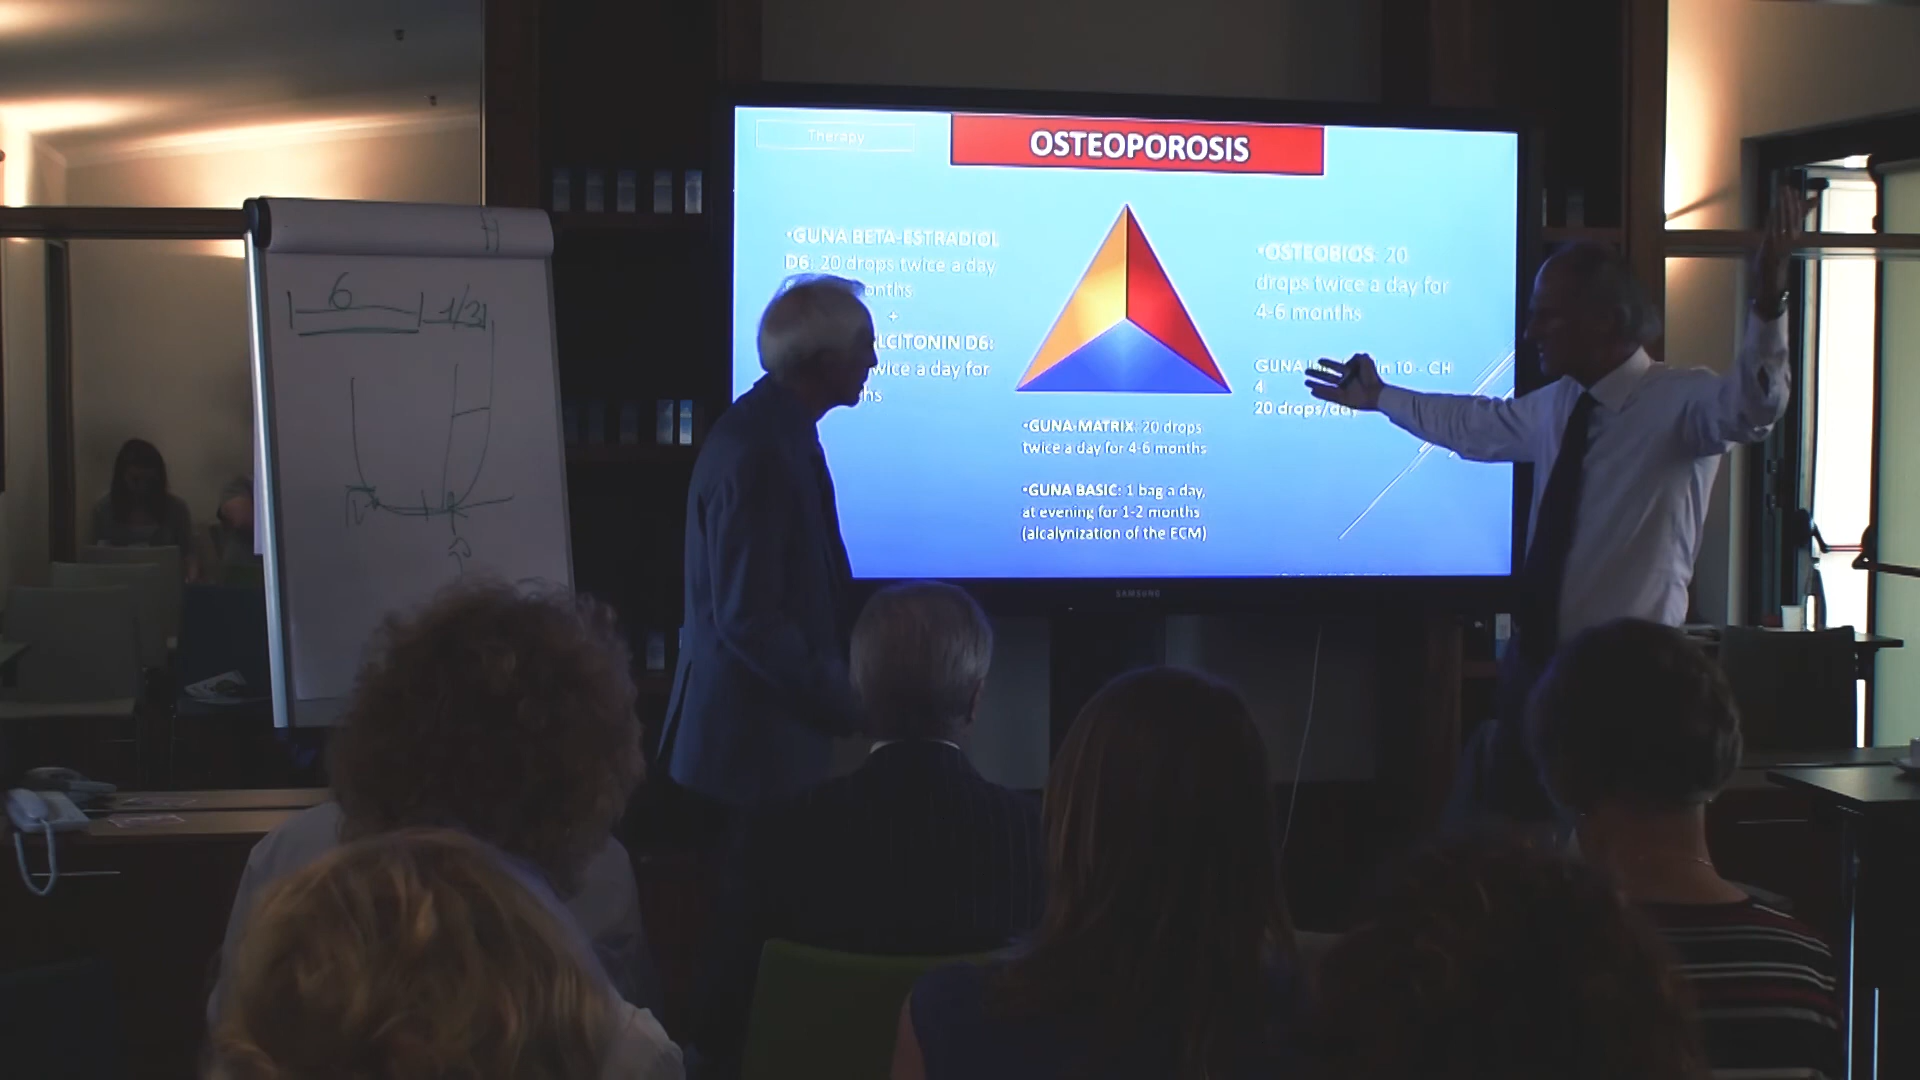 Therapy
OSTEOPOROSIS
•GUNA BETA-ESTRADIOL
D6: 20 drops twice a day
onths
+
LCITONIN D6:
wice a day for
hs
•OSTEOBIOS: 20
drops twice a day for
4-6 months
GUNA in 10 - CH
4:
20 drops/day
•GUNA-MATRIX: 20 drops
twice a day for 4-6 months
•GUNA BASIC: 1 bag a day,
at evening for 1-2 months
(alcalynization of the ECM)
SAMSUNG
6 1/2